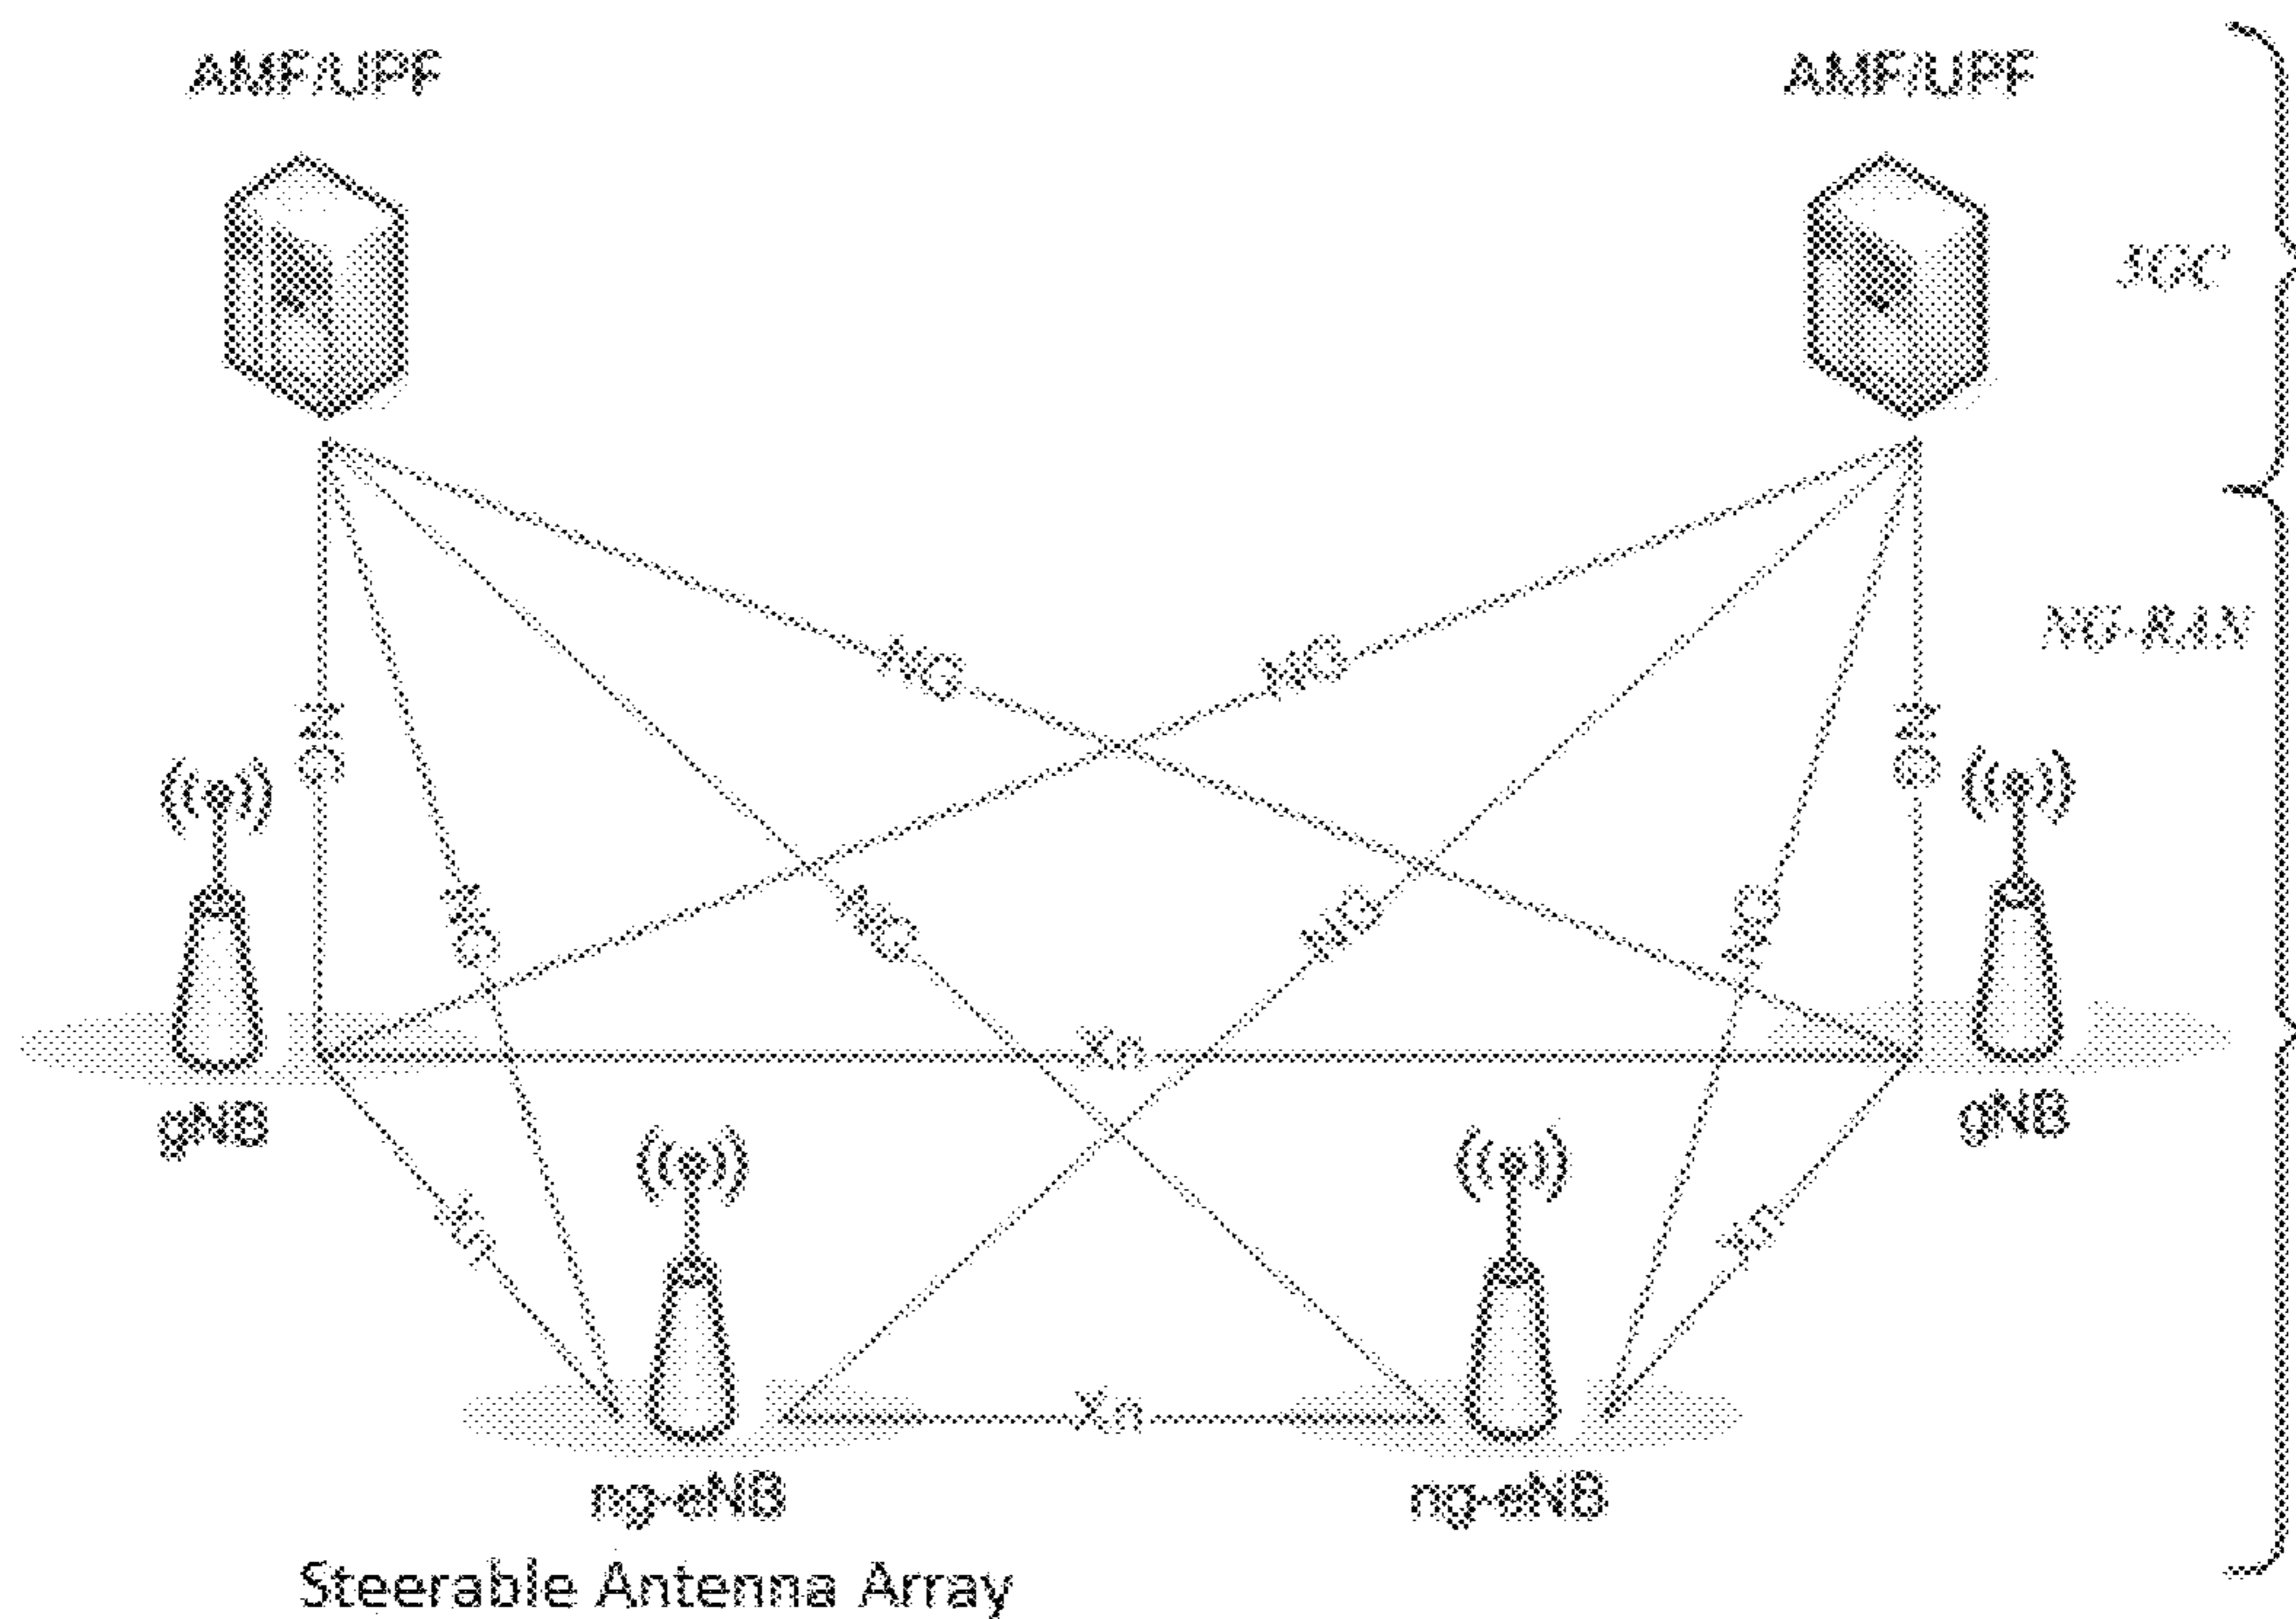 AMF/UPF AMF/UPF
5GC
NG-RAN
NG NG
NG NG
NG NG NG NG
Xn
gNB gNB
Xn Xn
Xn
ng-eNB ng-eNB
Steerable Antenna Array